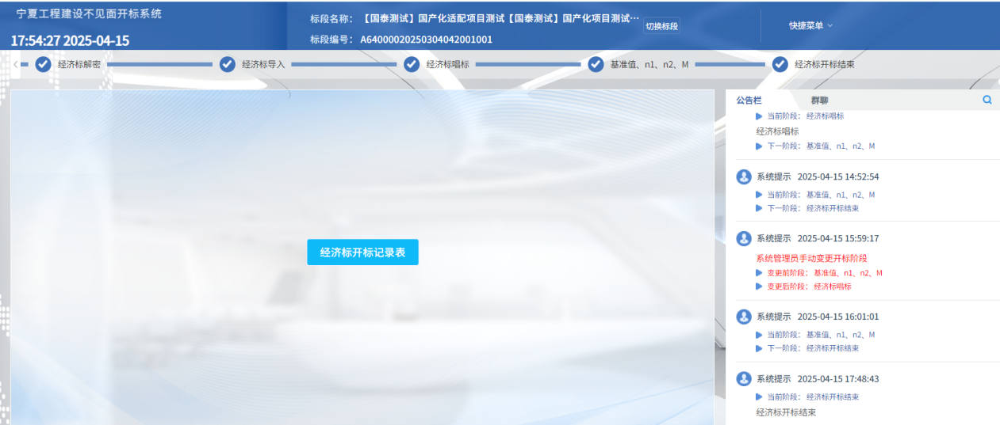 宁夏工程建设不见面开标系统
17:54:27 2025-04-15
标段名称： 【国泰测试】国产化适配项目测试【国泰测试】国产化项目测试…
切换标段
标段编号： A64000020250304042001001
快捷菜单
经济标解密
经济标导入
经济标唱标
基准值、n1、n2、M
经济标开标结束
经济标开标记录表
公告栏
群聊
当前阶段： 经济标唱标
经济标唱标
下一阶段： 基准值、n1、n2、M
系统提示 2025-04-15 14:52:54
当前阶段： 基准值、n1、n2、M
下一阶段： 经济标开标结束
系统提示 2025-04-15 15:59:17
系统管理员手动变更开标阶段
变更前阶段： 基准值、n1、n2、M
变更后阶段： 经济标唱标
系统提示 2025-04-15 16:01:01
当前阶段： 基准值、n1、n2、M
下一阶段： 经济标开标结束
系统提示 2025-04-15 17:48:43
当前阶段： 经济标开标结束
经济标开标结束